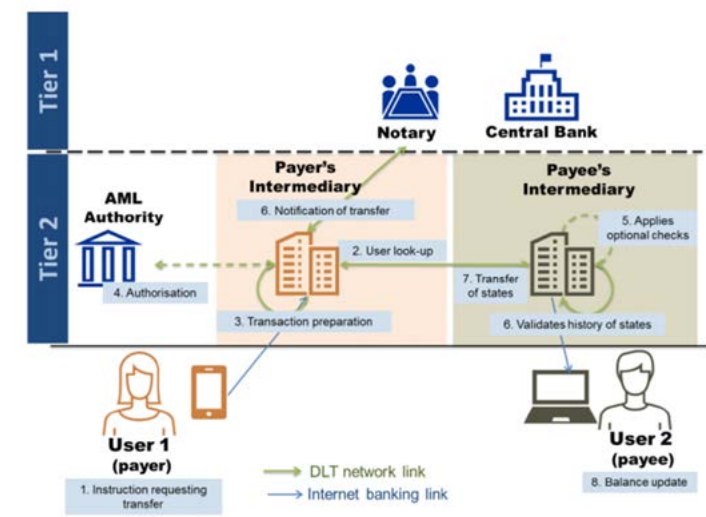 Tier 1
Notary
Central Bank
Tier 2
AML
Authority
Payer's
Intermediary
Payee's
Intermediary
6. Notification of transfer
5. Applies
optional checks
2. User look-up
7. Transfer
of states
4. Authorisation
3. Transaction preparation
6. Validates history of states
User 1
(payer)
1. Instruction requesting
transfer
DLT network link
Internet banking link
User 2
(payee)
8. Balance update